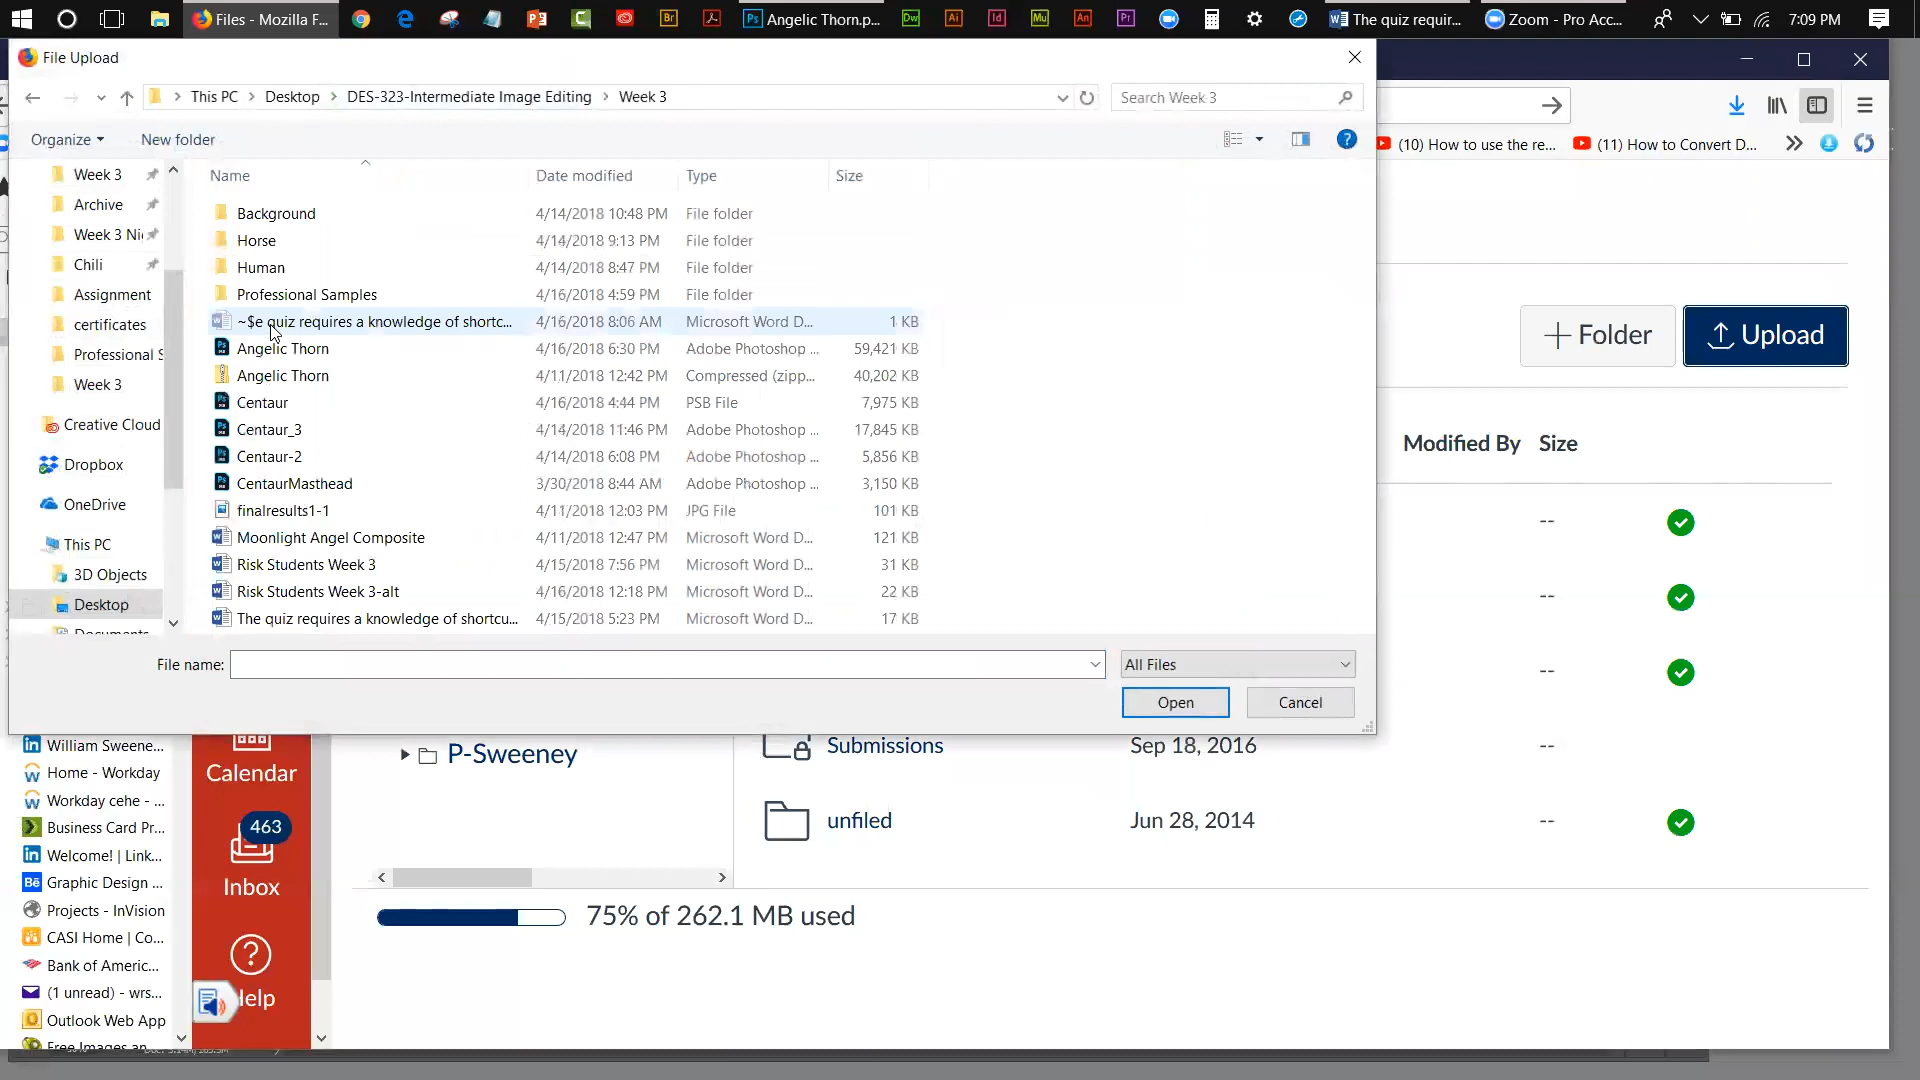 Files - Mozilla F...
Angelic Thorn.p...
The quiz requir...
Zoom - Pro Acc...
7:09 PM
File Upload
This PC
Desktop
DES-323-Intermediate Image Editing
Week 3
Search Week 3
Organize
New folder
(10) How to use the re...
(11) How to Convert D...
Name
Date modified
Type
Size
Week 3
Archive
Week 3 Ni
Chili
Assignment
certificates
Professional S
Week 3
Creative Cloud
Dropbox
OneDrive
This PC
3D Objects
Desktop
Documents
Background 4/14/2018 10:48 PM File folder
Horse 4/14/2018 9:13 PM File folder
Human 4/14/2018 8:47 PM File folder
Professional Samples 4/16/2018 4:59 PM File folder
~$e quiz requires a knowledge of shortc... 4/16/2018 8:06 AM Microsoft Word D... 1 KB
Angelic Thorn 4/16/2018 6:30 PM Adobe Photoshop ... 59,421 KB
Angelic Thorn 4/11/2018 12:42 PM Compressed (zipp... 40,202 KB
Centaur 4/16/2018 4:44 PM PSB File 7,975 KB
Centaur_3 4/14/2018 11:46 PM Adobe Photoshop ... 17,845 KB
Centaur-2 4/14/2018 6:08 PM Adobe Photoshop ... 5,856 KB
CentaurMasthead 3/30/2018 8:44 AM Adobe Photoshop ... 3,150 KB
finalresults1-1 4/11/2018 12:03 PM JPG File 101 KB
Moonlight Angel Composite 4/11/2018 12:47 PM Microsoft Word D... 121 KB
Risk Students Week 3 4/15/2018 7:56 PM Microsoft Word D... 31 KB
Risk Students Week 3-alt 4/16/2018 12:18 PM Microsoft Word D... 22 KB
The quiz requires a knowledge of shortcu... 4/15/2018 5:23 PM Microsoft Word D... 17 KB
File name:
All Files
Open
Cancel
Folder
Upload
Modified By
Size
--
--
--
William Sweene...
Home - Workday
Workday cehe - ...
Business Card Pr...
Welcome! | Link...
Graphic Design ...
Projects - InVision
CASI Home | Co...
Bank of Americ...
(1 unread) - wrs...
Outlook Web App
Free Images an
Calendar
463
Inbox
Help
P-Sweeney
Submissions Sep 18, 2016 --
unfiled Jun 28, 2014 --
75% of 262.1 MB used